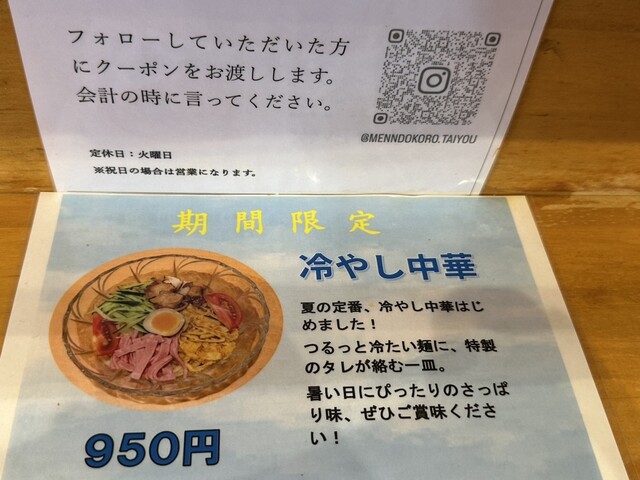 フォローしていただいた方
にクーポンをお渡しします。
会計の時に言ってください。
@MENNDOKORO.TAIYOU
定休日：火曜日
※祝日の場合は営業になります。
期間限定
冷やし中華
夏の定番、冷やし中華はじ
めました！
つるっと冷たい麺に、特製
のタレが絡む一皿。
暑い日にぴったりのさっぱ
り味、ぜひご賞味くださ
い！
950円